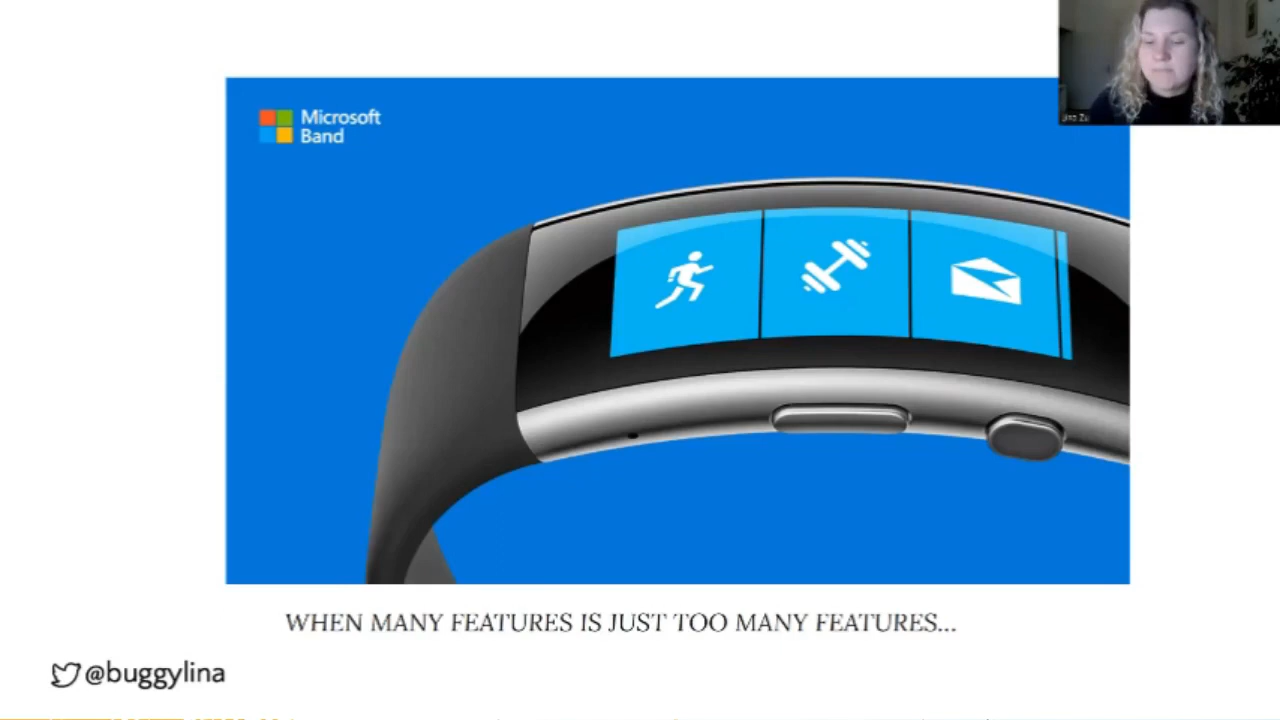 Microsoft
Band
WHEN MANY FEATURES IS JUST TOO MANY FEATURES...
@buggylina